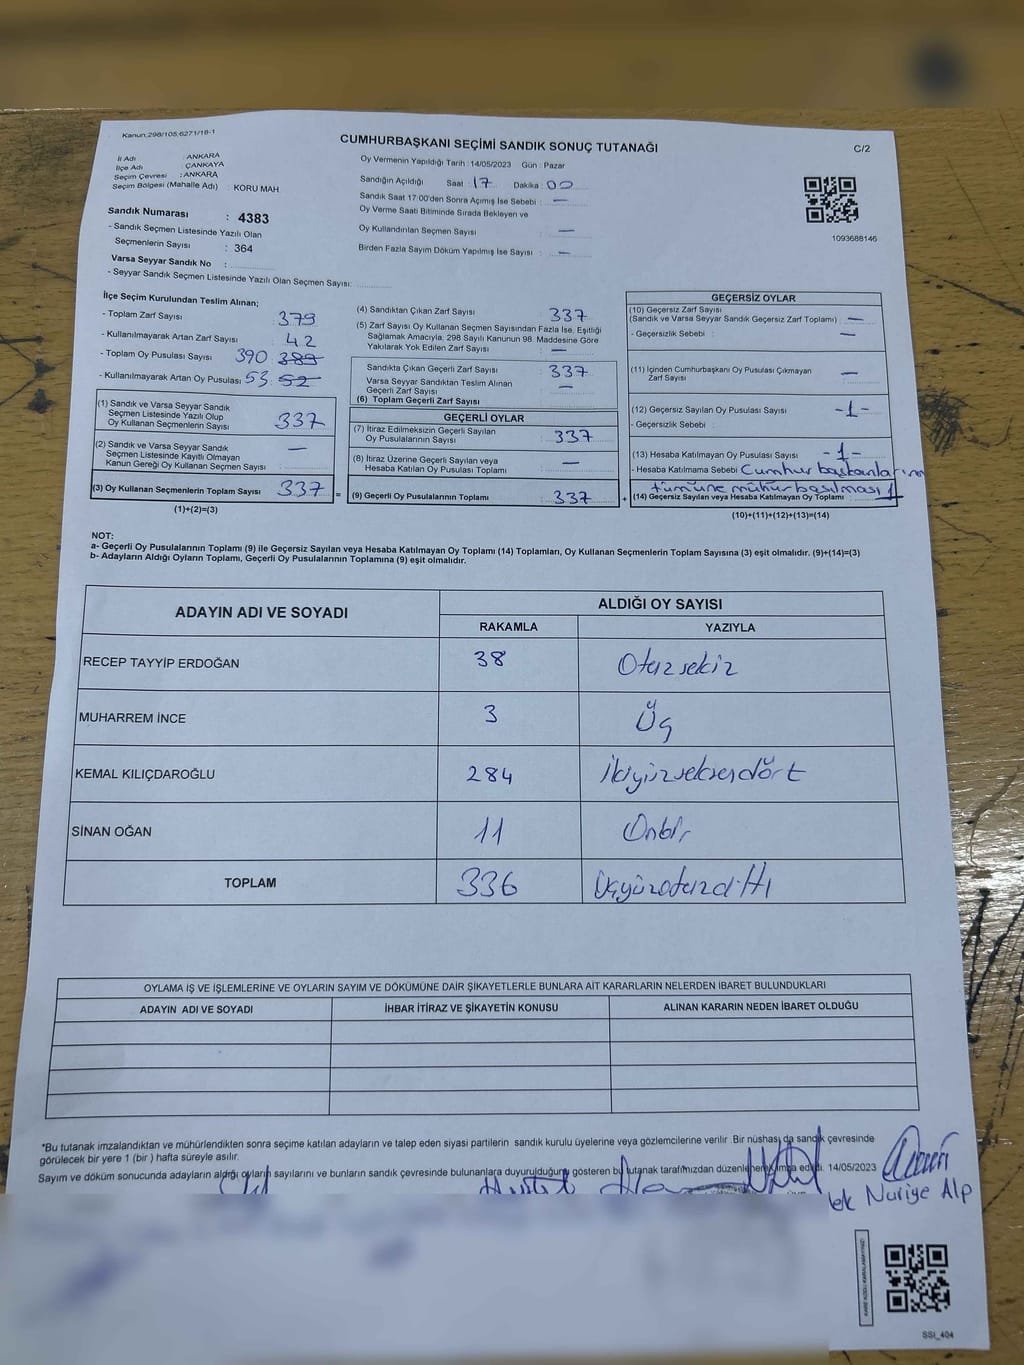 Kanun:298/105,6271/18-1
CUMHURBAŞKANI SEÇİMİ SANDIK SONUÇ TUTANAĞI
C/2
İl Adı : ANKARA
İlçe Adı : ÇANKAYA
Seçim Çevresi : ANKARA
Seçim Bölgesi (Mahalle Adı) : KORU MAH
Oy Vermenin Yapıldığı Tarih : 14/05/2023 Gün : Pazar
Sandığın Açıldığı Saat : 17 Dakika : 00
Sandık Saat 17:00'den Sonra Açılmış İse Sebebi : —
Oy Verme Saati Bitiminde Sırada Bekleyen ve
Oy Kullandırılan Seçmen Sayısı : —
Birden Fazla Sayım Döküm Yapılmış İse Sayısı : —
1093688146
Sandık Numarası : 4383
- Sandık Seçmen Listesinde Yazılı Olan
Seçmenlerin Sayısı : 364
Varsa Seyyar Sandık No :
- Seyyar Sandık Seçmen Listesinde Yazılı Olan Seçmen Sayısı:
İlçe Seçim Kurulundan Teslim Alınan;
- Toplam Zarf Sayısı : 379
- Kullanılmayarak Artan Zarf Sayısı : 42
- Toplam Oy Pusulası Sayısı 390 389
- Kullanılmayarak Artan Oy Pusulası : 53 52
(1) Sandık ve Varsa Seyyar Sandık
Seçmen Listesinde Yazılı Olup
Oy Kullanan Seçmenlerin Sayısı : 337
(2) Sandık ve Varsa Seyyar Sandık
Seçmen Listesinde Kayıtlı Olmayan
Kanun Gereği Oy Kullanan Seçmen Sayısı : —
(3) Oy Kullanan Seçmenlerin Toplam Sayısı : 337
(1)+(2)=(3)
=
(4) Sandıktan Çıkan Zarf Sayısı : 337
(5) Zarf Sayısı Oy Kullanan Seçmen Sayısından Fazla İse, Eşitliği
Sağlamak Amacıyla, 298 Sayılı Kanunun 98. Maddesine Göre
Yakılarak Yok Edilen Zarf Sayısı : —
Sandıkta Çıkan Geçerli Zarf Sayısı : 337
Varsa Seyyar Sandıktan Teslim Alınan
Geçerli Zarf Sayısı : —
(6) Toplam Geçerli Zarf Sayısı
GEÇERLİ OYLAR
(7) İtiraz Edilmeksizin Geçerli Sayılan
Oy Pusulalarının Sayısı : 337
(8) İtiraz Üzerine Geçerli Sayılan veya
Hesaba Katılan Oy Pusulası Toplamı : —
(9) Geçerli Oy Pusulalarının Toplamı : 337
+
GEÇERSİZ OYLAR
(10) Geçersiz Zarf Sayısı
(Sandık ve Varsa Seyyar Sandık Geçersiz Zarf Toplamı) : —
- Geçersizlik Sebebi : —
(11) İçinden Cumhurbaşkanı Oy Pusulası Çıkmayan
Zarf Sayısı : —
(12) Geçersiz Sayılan Oy Pusulası Sayısı : -1-
- Geçersizlik Sebebi :
(13) Hesaba Katılmayan Oy Pusulası Sayısı : -1-
- Hesaba Katılmama Sebebi : Cumhur başkanlarının
tümüne mühür basılması
(14) Geçersiz Sayılan veya Hesaba Katılmayan Oy Toplamı : 1
(10)+(11)+(12)+(13)=(14)
NOT:
a- Geçerli Oy Pusulalarının Toplamı (9) ile Geçersiz Sayılan veya Hesaba Katılmayan Oy Toplamı (14) Toplamları, Oy Kullanan Seçmenlerin Toplam Sayısına (3) eşit olmalıdır. (9)+(14)=(3)
b- Adayların Aldığı Oyların Toplamı, Geçerli Oy Pusulalarının Toplamına (9) eşit olmalıdır.
ADAYIN ADI VE SOYADI
ALDIĞI OY SAYISI
RAKAMLA YAZIYLA
RECEP TAYYİP ERDOĞAN 38 Otuzsekiz
MUHARREM İNCE 3 Üç
KEMAL KILIÇDAROĞLU 284 İkiyüzseksendört
SİNAN OĞAN 11 Onbir
TOPLAM 336 Üçyüzotuzaltı
OYLAMA İŞ VE İŞLEMLERİNE VE OYLARIN SAYIM VE DÖKÜMÜNE DAİR ŞİKAYETLERLE BUNLARA AİT KARARLARIN NELERDEN İBARET BULUNDUKLARI
ADAYIN ADI VE SOYADI İHBAR İTİRAZ VE ŞİKAYETİN KONUSU ALINAN KARARIN NEDEN İBARET OLDUĞU
*Bu tutanak imzalandıktan ve mühürlendikten sonra seçime katılan adayların ve talep eden siyasi partilerin sandık kurulu üyelerine veya gözlemcilerine verilir. Bir nüshası da sandık çevresinde
görülecek bir yere 1 (bir) hafta süreyle asılır.
Sayım ve döküm sonucunda adayların aldığı oyların sayılarını ve bunların sandık çevresinde bulunanlara duyurulduğunu gösteren bu tutanak tarafımızdan düzenlenerek imza edildi. 14/05/2023
Nuriye Alp
KARE KODU KARALAMAYINIZ!
SSI_404